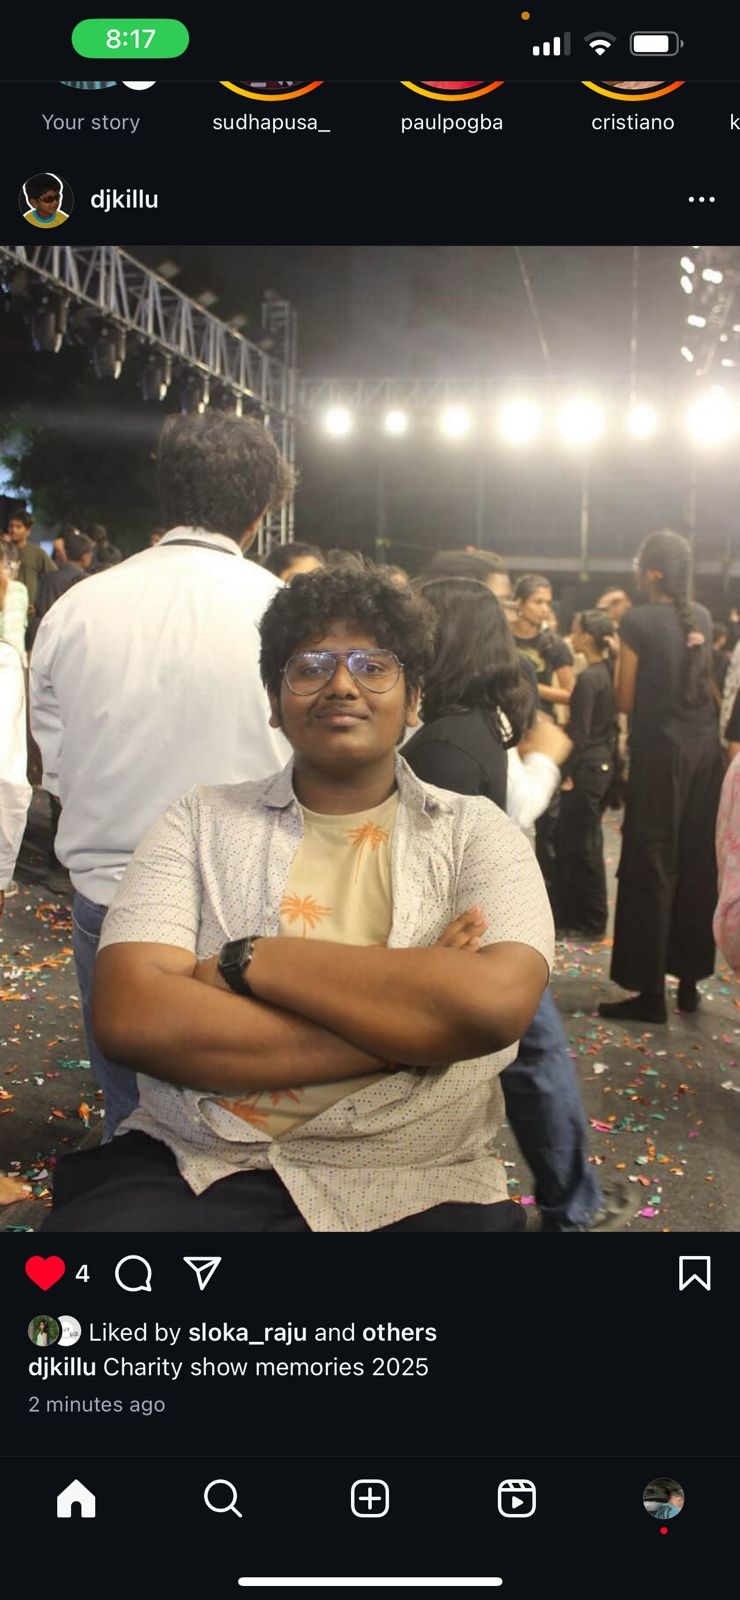 8:17
Your story
sudhapusa_
paulpogba
cristiano
k
djkillu
4
Liked by sloka_raju and others
djkillu Charity show memories 2025
2 minutes ago